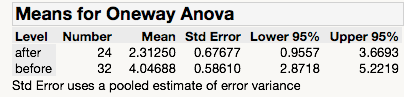 Means for Oneway Anova
Level Number Mean Std Error Lower 95% Upper 95%
after 24 2.31250 0.67677 0.9557 3.6693
before 32 4.04688 0.58610 2.8718 5.2219
Std Error uses a pooled estimate of error variance